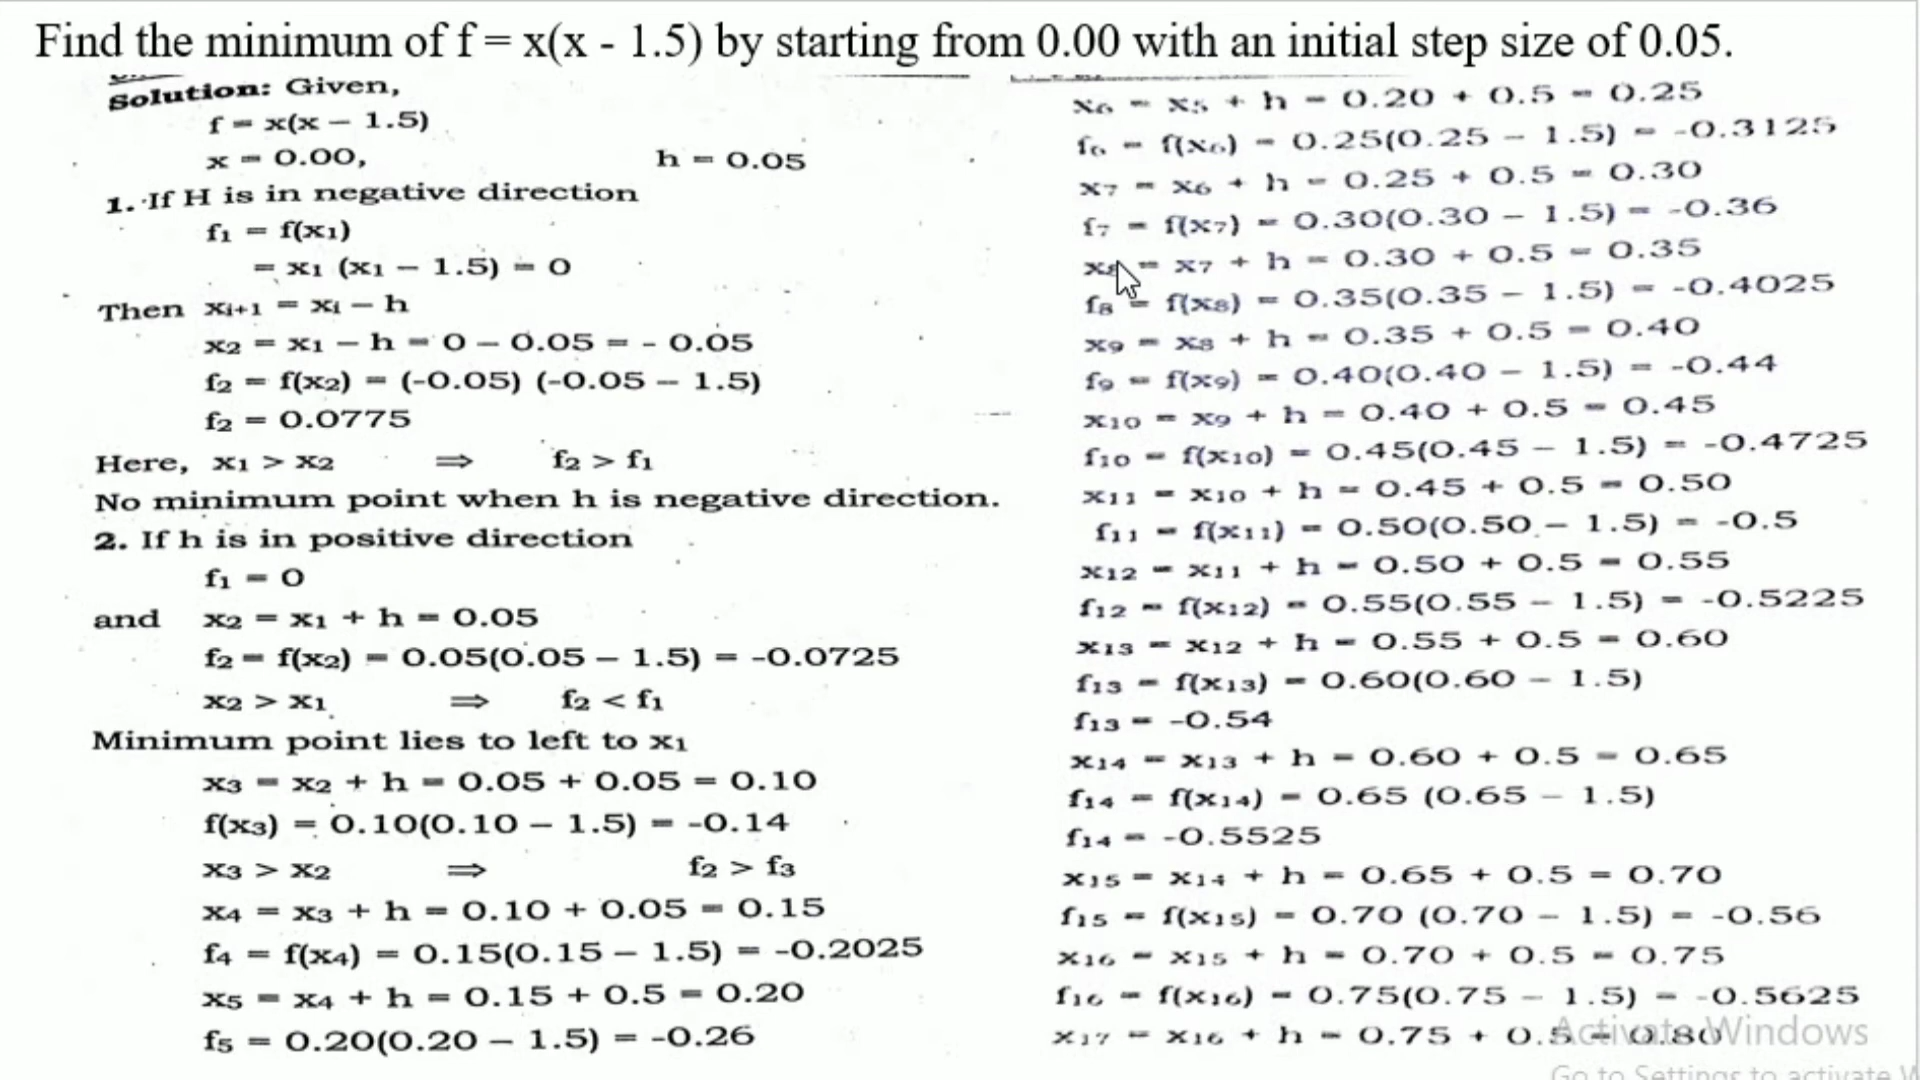 Find the minimum of f = x(x - 1.5) by starting from 0.00 with an initial step size of 0.05.
Solution: Given,
f = x(x – 1.5)
x = 0.00, h = 0.05
1. If H is in negative direction
f₁ = f(x₁)
= x₁ (x₁ – 1.5) = 0
Then xᵢ₊₁ = xᵢ – h
x₂ = x₁ – h = 0 – 0.05 = - 0.05
f₂ = f(x₂) = (-0.05) (-0.05 – 1.5)
f₂ = 0.0775
Here, x₁ > x₂ ⇒ f₂ > f₁
No minimum point when h is negative direction.
2. If h is in positive direction
f₁ = 0
and x₂ = x₁ + h = 0.05
f₂ = f(x₂) = 0.05(0.05 – 1.5) = -0.0725
x₂ > x₁ ⇒ f₂ < f₁
Minimum point lies to left to x₁
x₃ = x₂ + h = 0.05 + 0.05 = 0.10
f(x₃) = 0.10(0.10 – 1.5) = -0.14
x₃ > x₂ ⇒ f₂ > f₃
x₄ = x₃ + h = 0.10 + 0.05 = 0.15
f₄ = f(x₄) = 0.15(0.15 – 1.5) = -0.2025
x₅ = x₄ + h = 0.15 + 0.5 = 0.20
f₅ = 0.20(0.20 – 1.5) = -0.26
x₆ = x₅ + h = 0.20 + 0.5 = 0.25
f₆ = f(x₆) = 0.25(0.25 – 1.5) = -0.3125
x₇ = x₆ + h = 0.25 + 0.5 = 0.30
f₇ = f(x₇) = 0.30(0.30 – 1.5) = -0.36
x₈ = x₇ + h = 0.30 + 0.5 = 0.35
f₈ = f(x₈) = 0.35(0.35 – 1.5) = -0.4025
x₉ = x₈ + h = 0.35 + 0.5 = 0.40
f₉ = f(x₉) = 0.40(0.40 – 1.5) = -0.44
x₁₀ = x₉ + h = 0.40 + 0.5 = 0.45
f₁₀ = f(x₁₀) = 0.45(0.45 – 1.5) = -0.4725
x₁₁ = x₁₀ + h = 0.45 + 0.5 = 0.50
f₁₁ = f(x₁₁) = 0.50(0.50 – 1.5) = -0.5
x₁₂ = x₁₁ + h = 0.50 + 0.5 = 0.55
f₁₂ = f(x₁₂) = 0.55(0.55 – 1.5) = -0.5225
x₁₃ = x₁₂ + h = 0.55 + 0.5 = 0.60
f₁₃ = f(x₁₃) = 0.60(0.60 – 1.5)
f₁₃ = -0.54
x₁₄ = x₁₃ + h = 0.60 + 0.5 = 0.65
f₁₄ = f(x₁₄) = 0.65 (0.65 – 1.5)
f₁₄ = -0.5525
x₁₅ = x₁₄ + h = 0.65 + 0.5 = 0.70
f₁₅ = f(x₁₅) = 0.70 (0.70 – 1.5) = -0.56
x₁₆ = x₁₅ + h = 0.70 + 0.5 = 0.75
f₁₆ = f(x₁₆) = 0.75(0.75 – 1.5) = -0.5625
x₁₇ = x₁₆ + h = 0.75 + 0.5 = 0.80
Activate Windows
Go to Settings to activate